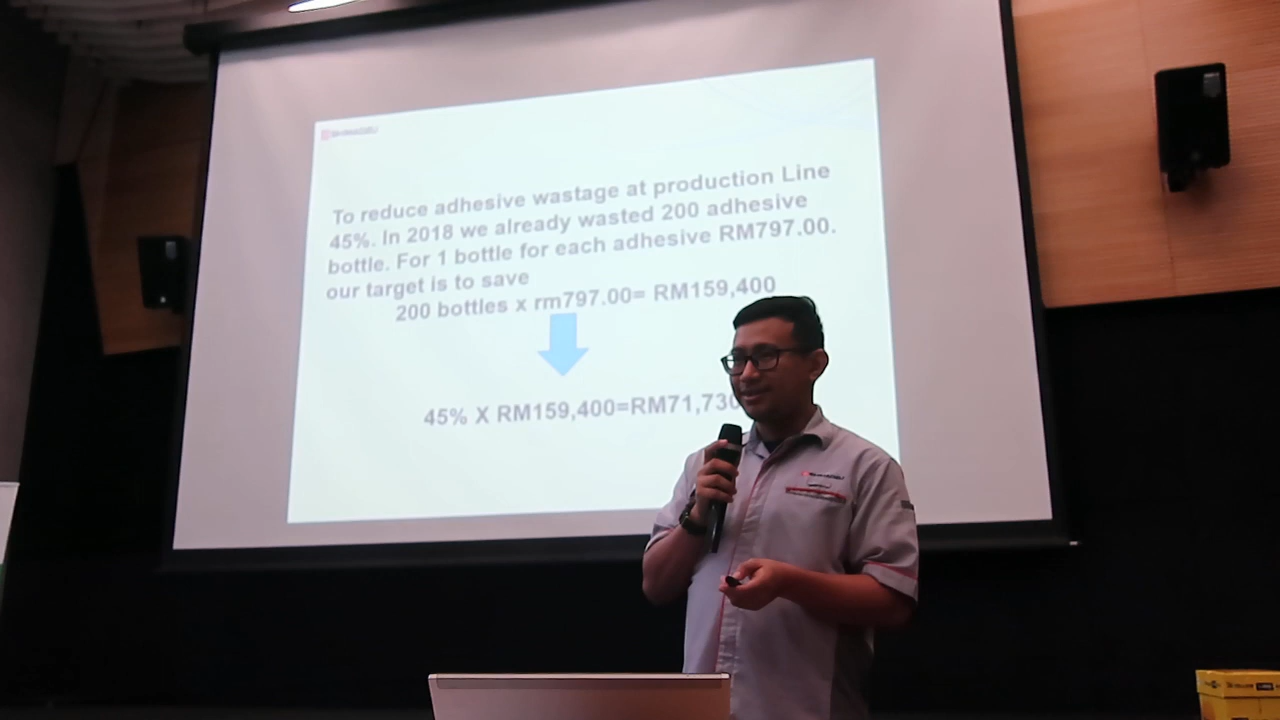 SHIMADZU
To reduce adhesive wastage at production Line
45%. In 2018 we already wasted 200 adhesive
bottle. For 1 bottle for each adhesive RM797.00.
our target is to save
200 bottles x rm797.00= RM159,400
45% X RM159,400=RM71,730